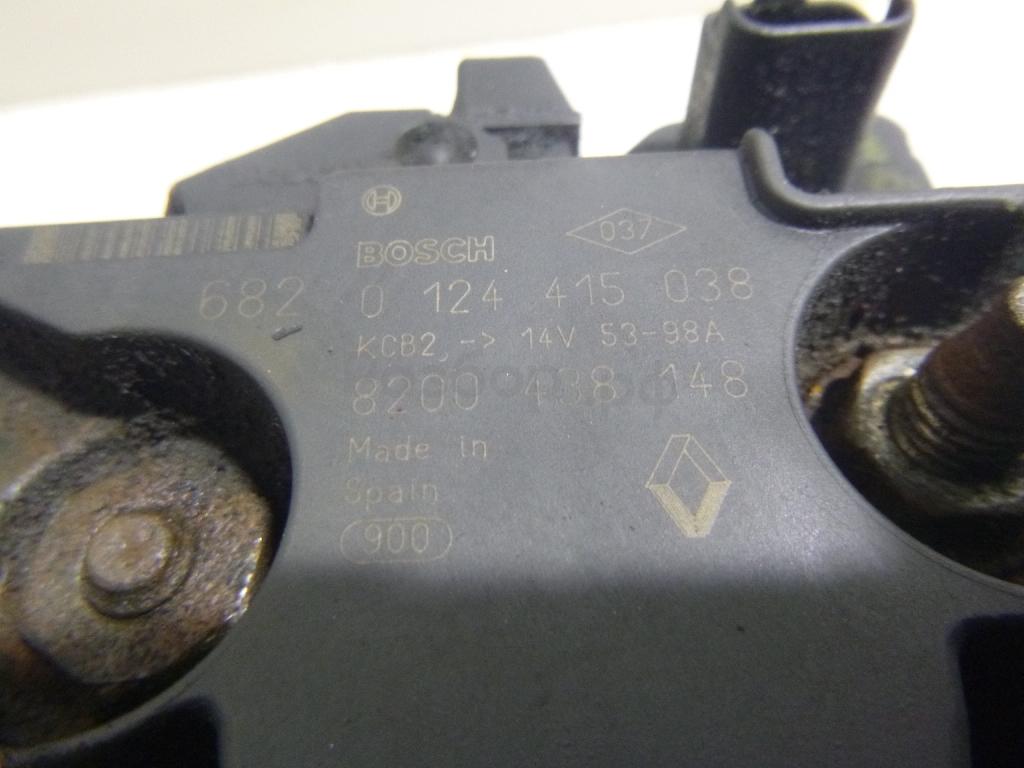 BOSCH
037
682 0 124 415 038
KCB2 -> 14V 53-98A
8200 438 148
Made in
Spain
900